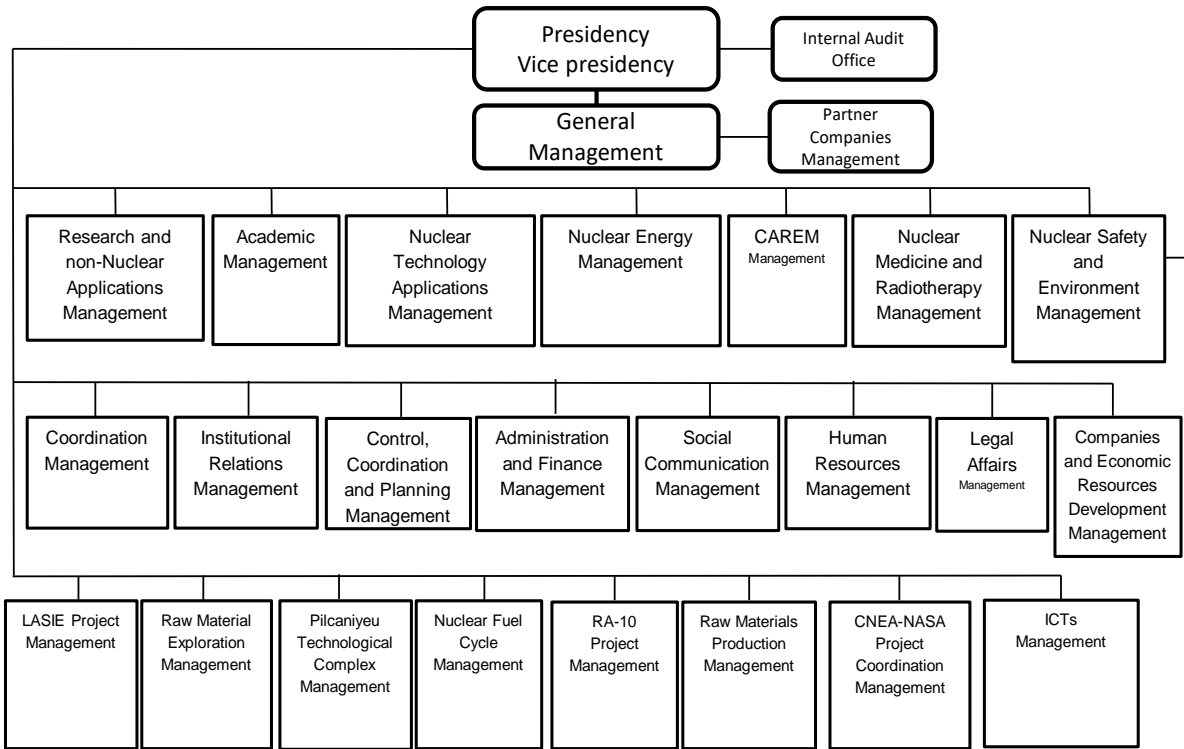 Presidency
Vice presidency
Internal Audit
Office
General
Management
Partner
Companies
Management
Research and
non-Nuclear
Applications
Management
Academic
Management
Nuclear
Technology
Applications
Management
Nuclear Energy
Management
CAREM
Management
Nuclear
Medicine and
Radiotherapy
Management
Nuclear Safety
and
Environment
Management
Coordination
Management
Institutional
Relations
Management
Control,
Coordination
and Planning
Management
Administration
and Finance
Management
Social
Communication
Management
Human
Resources
Management
Legal
Affairs
Management
Companies
and Economic
Resources
Development
Management
LASIE Project
Management
Raw Material
Exploration
Management
Pilcaniyeu
Technological
Complex
Management
Nuclear Fuel
Cycle
Management
RA-10
Project
Management
Raw Materials
Production
Management
CNEA-NASA
Project
Coordination
Management
ICTs
Management